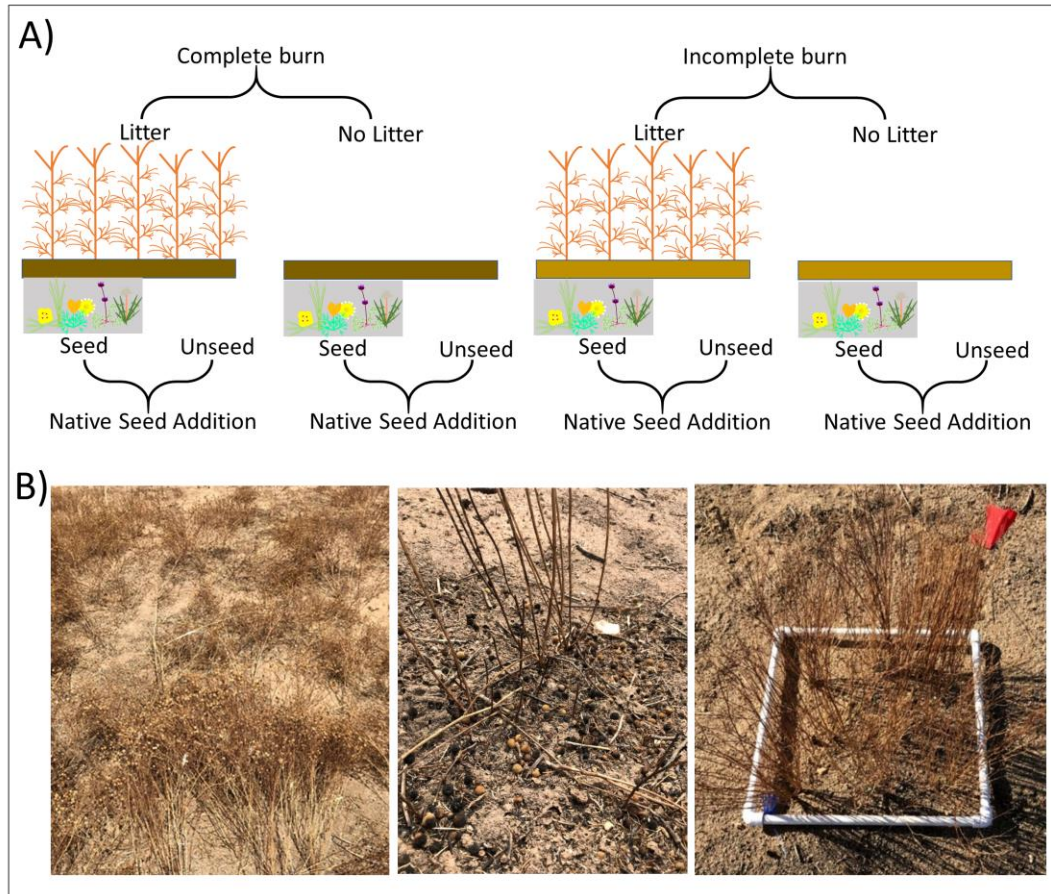 A)
Complete burn
Incomplete burn
Litter
No Litter
Litter
No Litter
Seed
Unseed
Seed
Unseed
Seed
Unseed
Seed
Unseed
Native Seed Addition
Native Seed Addition
Native Seed Addition
Native Seed Addition
B)